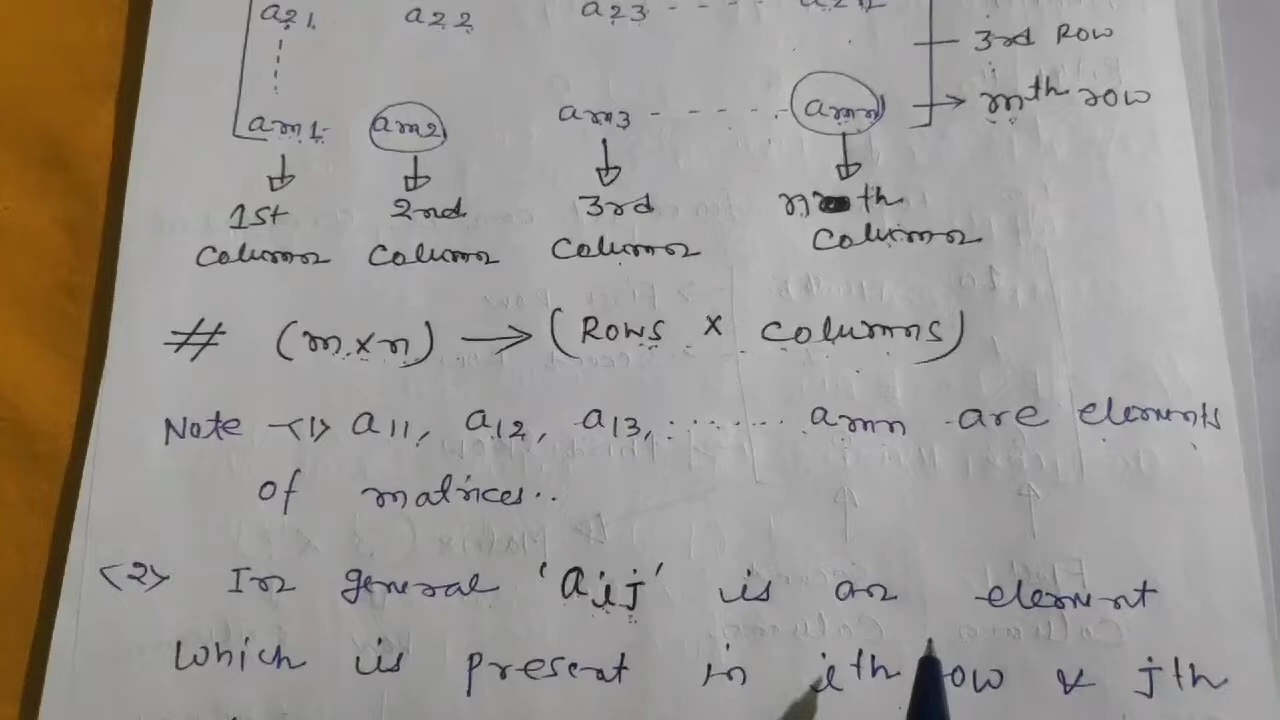 a21 a22 a23 - - - -
3rd Row
am1 am2 am3 - - - - - amn → mth row
1st 2nd 3rd nth
column column column column
# (m×n) → (Rows × columns)
Note <1> a11, a12, a13, ....... amn are elements
of matrices..
<2> In general 'aij' is an element
which is present in ith row & jth